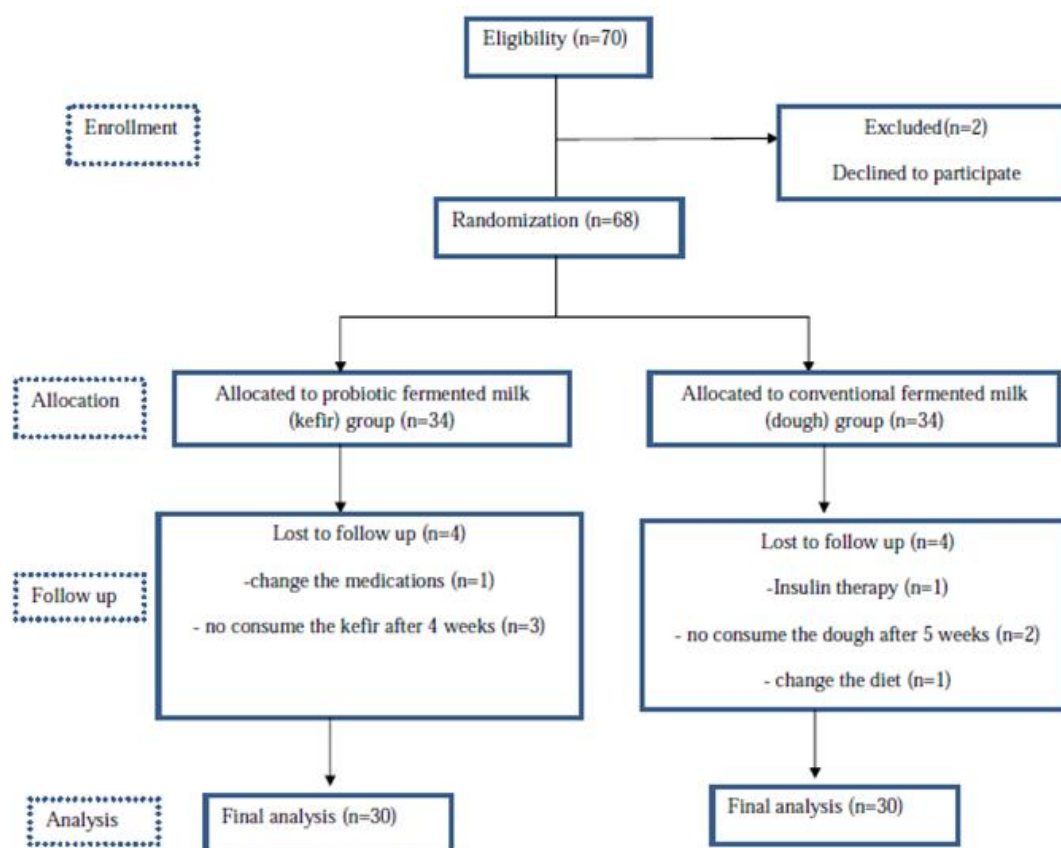 Eligibility (n=70)
Enrollment
Excluded(n=2)
Declined to participate
Randomization (n=68)
Allocation
Allocated to probiotic fermented milk
(kefir) group (n=34)
Allocated to conventional fermented milk
(dough) group (n=34)
Follow up
Lost to follow up (n=4)
-change the medications (n=1)
- no consume the kefir after 4 weeks (n=3)
Lost to follow up (n=4)
-Insulin therapy (n=1)
- no consume the dough after 5 weeks (n=2)
- change the diet (n=1)
Analysis
Final analysis (n=30)
Final analysis (n=30)